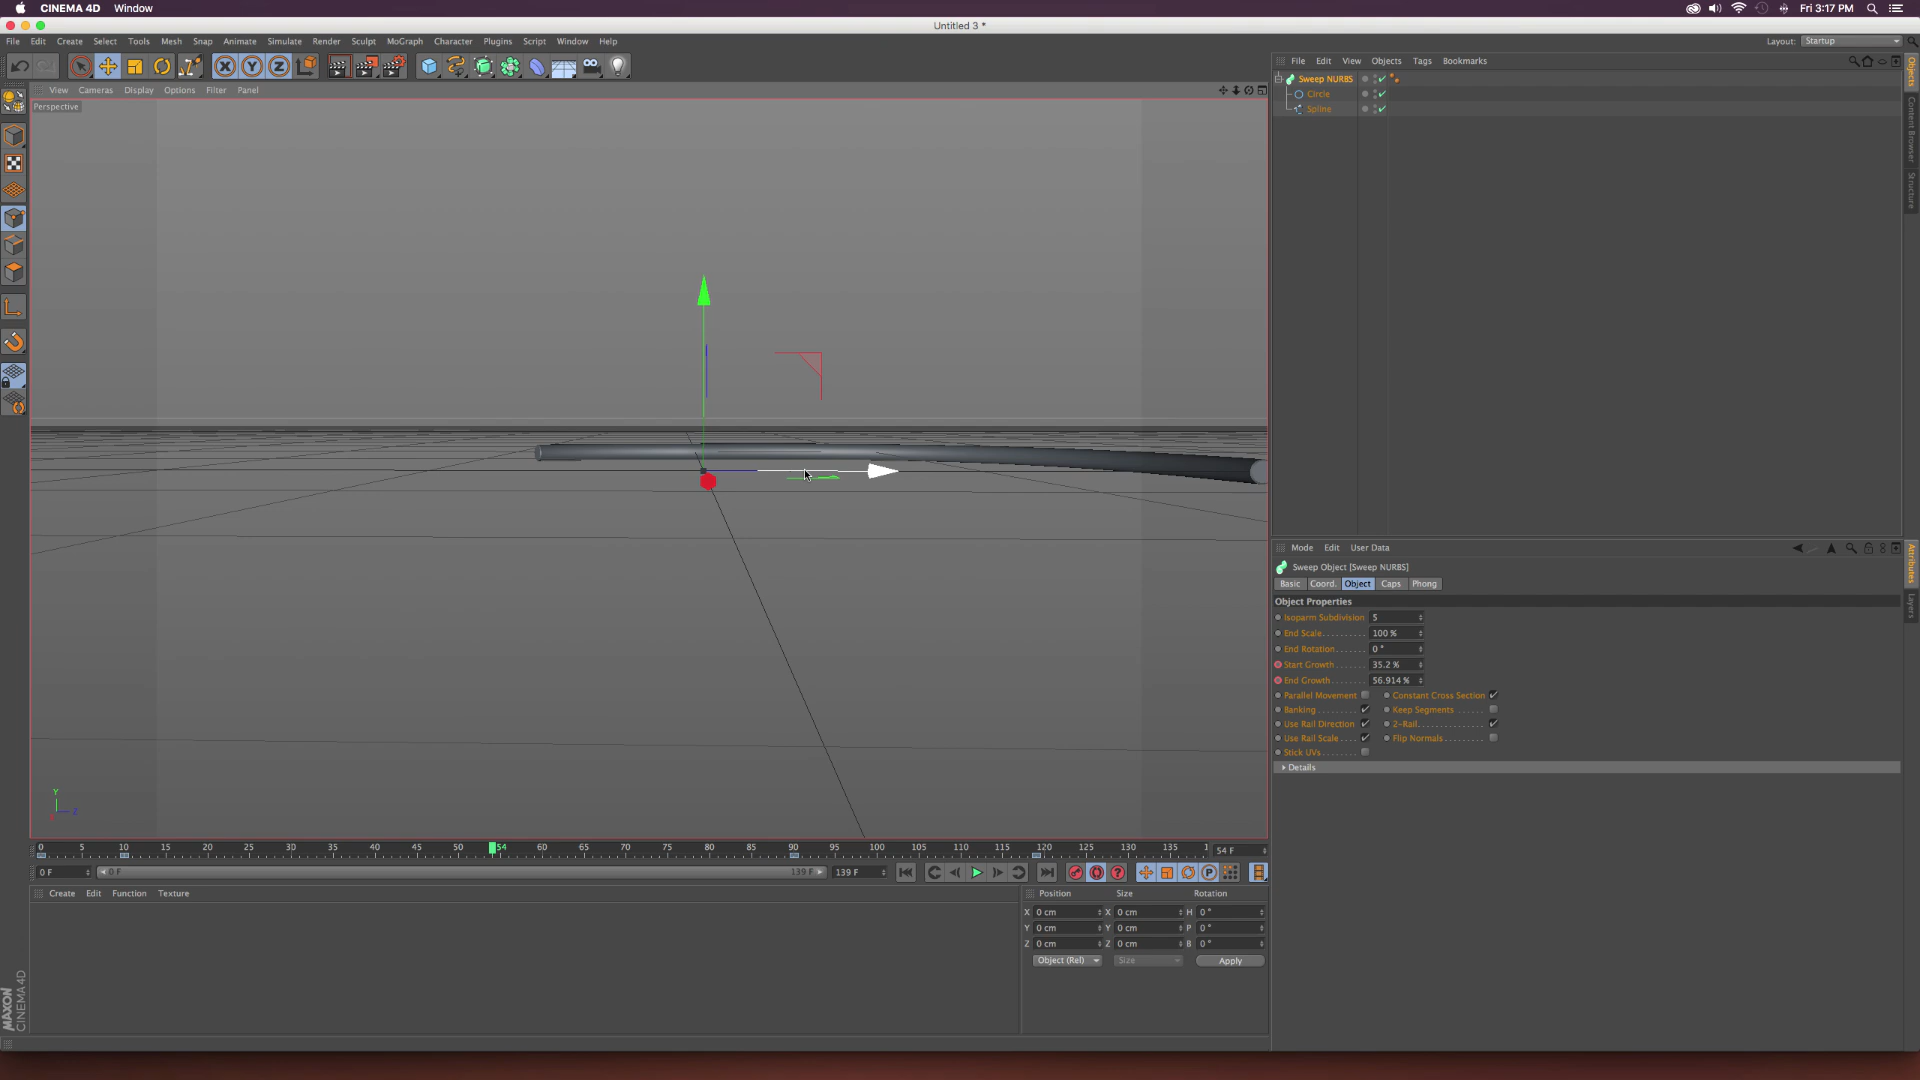 CINEMA 4D Window Fri 3:17 PM
Untitled 3 *
File Edit Create Select Tools Mesh Snap Animate Simulate Render Sculpt MoGraph Character Plugins Script Window Help Layout: Startup
X Y Z
View Cameras Display Options Filter Panel
Perspective
File Edit View Objects Tags Bookmarks
Sweep NURBS
Circle
Spline
Objects
Content Browser
Structure
Mode Edit User Data
Sweep Object [Sweep NURBS]
Basic Coord. Object Caps Phong
Object Properties
Isoparm Subdivision 5
End Scale 100 %
End Rotation 0 °
Start Growth 35.2 %
End Growth 56.914 %
Parallel Movement Constant Cross Section
Banking Keep Segments
Use Rail Direction 2-Rail
Use Rail Scale Flip Normals
Stick UVs
Details
Attributes
Layers
Y
Z
0 5 10 15 20 25 30 35 40 45 50 54 60 65 70 75 80 85 90 95 100 105 110 115 120 125 130 135 54 F
0 F 0 F 139 F 139 F
Create Edit Function Texture
Position Size Rotation
X 0 cm X 0 cm H 0 °
Y 0 cm Y 0 cm P 0 °
Z 0 cm Z 0 cm B 0 °
Object (Rel) Size Apply
MAXON
CINEMA 4D